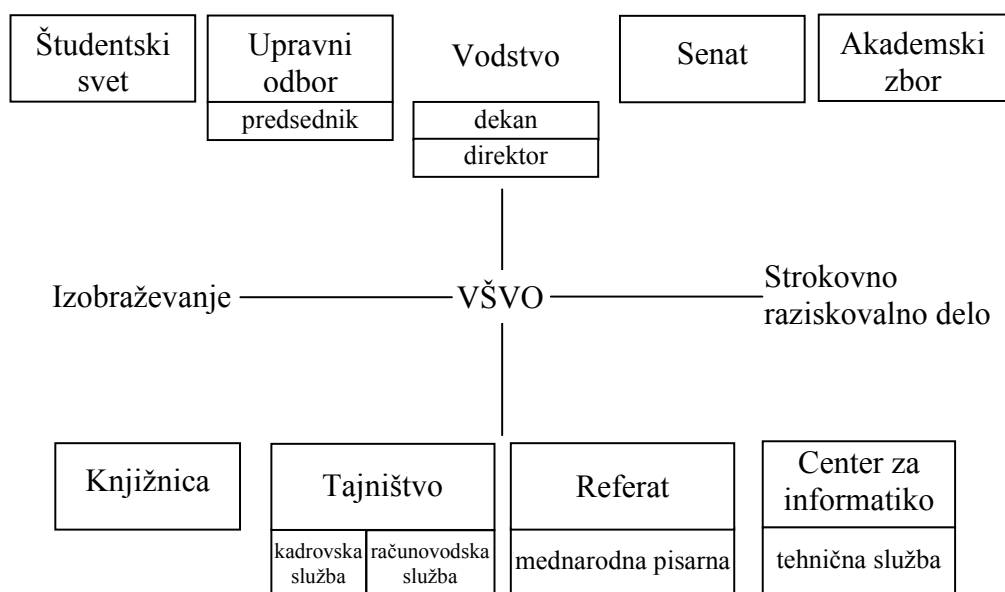 Študentski
svet
Upravni
odbor
predsednik
Vodstvo
dekan
direktor
Senat
Akademski
zbor
Izobraževanje
VŠVO
Strokovno
raziskovalno delo
Knjižnica
Tajništvo
kadrovska
služba
računovodska
služba
Referat
mednarodna pisarna
Center za
informatiko
tehnična služba